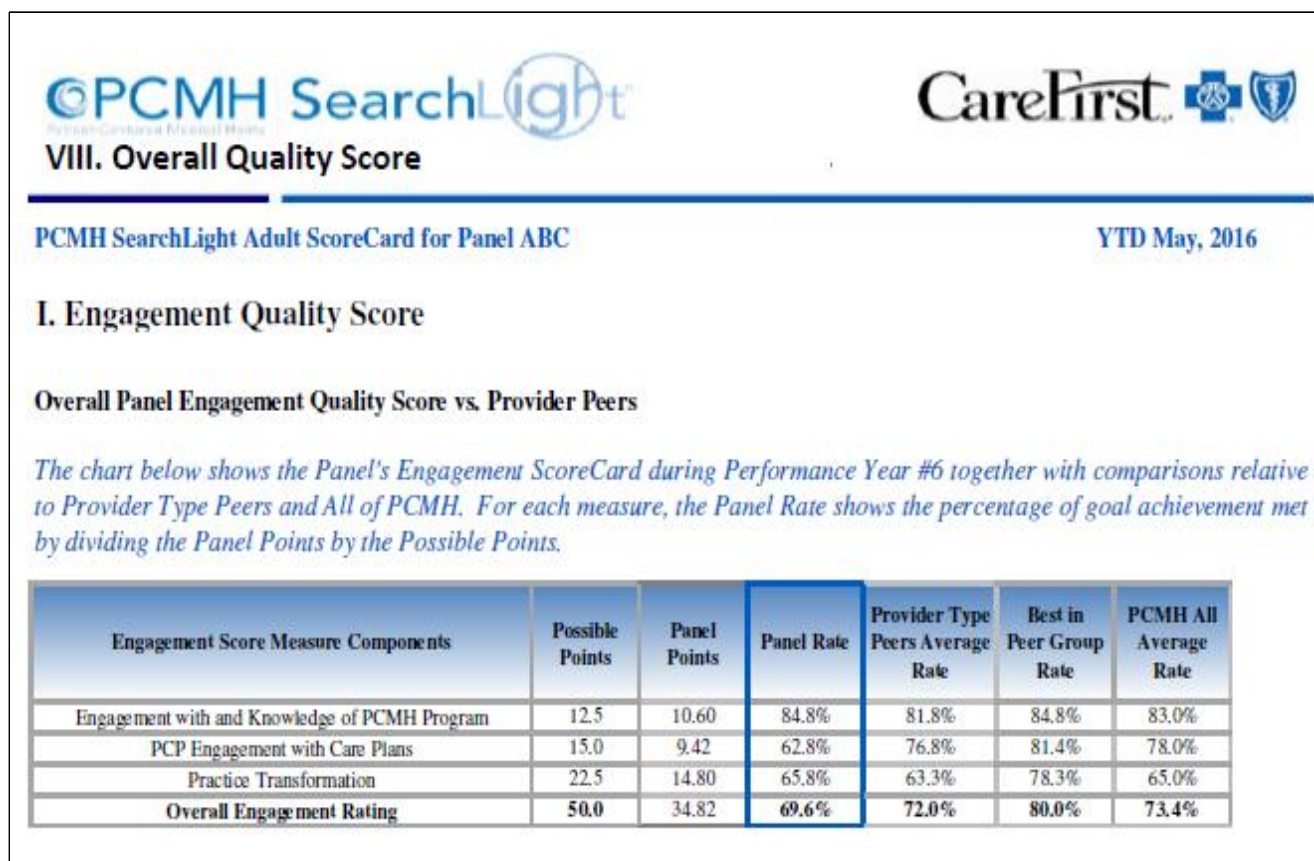 PCMH SearchLight
Patient-Centered Medical Home
CareFirst
VIII. Overall Quality Score
PCMH SearchLight Adult ScoreCard for Panel ABC YTD May, 2016
I. Engagement Quality Score
Overall Panel Engagement Quality Score vs. Provider Peers
The chart below shows the Panel's Engagement ScoreCard during Performance Year #6 together with comparisons relative
to Provider Type Peers and All of PCMH. For each measure, the Panel Rate shows the percentage of goal achievement met
by dividing the Panel Points by the Possible Points.
Engagement Score Measure Components Possible Points Panel Points Panel Rate Provider Type Peers Average Rate Best in Peer Group Rate PCMH All Average Rate
Engagement with and Knowledge of PCMH Program 12.5 10.60 84.8% 81.8% 84.8% 83.0%
PCP Engagement with Care Plans 15.0 9.42 62.8% 76.8% 81.4% 78.0%
Practice Transformation 22.5 14.80 65.8% 63.3% 78.3% 65.0%
Overall Engagement Rating 50.0 34.82 69.6% 72.0% 80.0% 73.4%